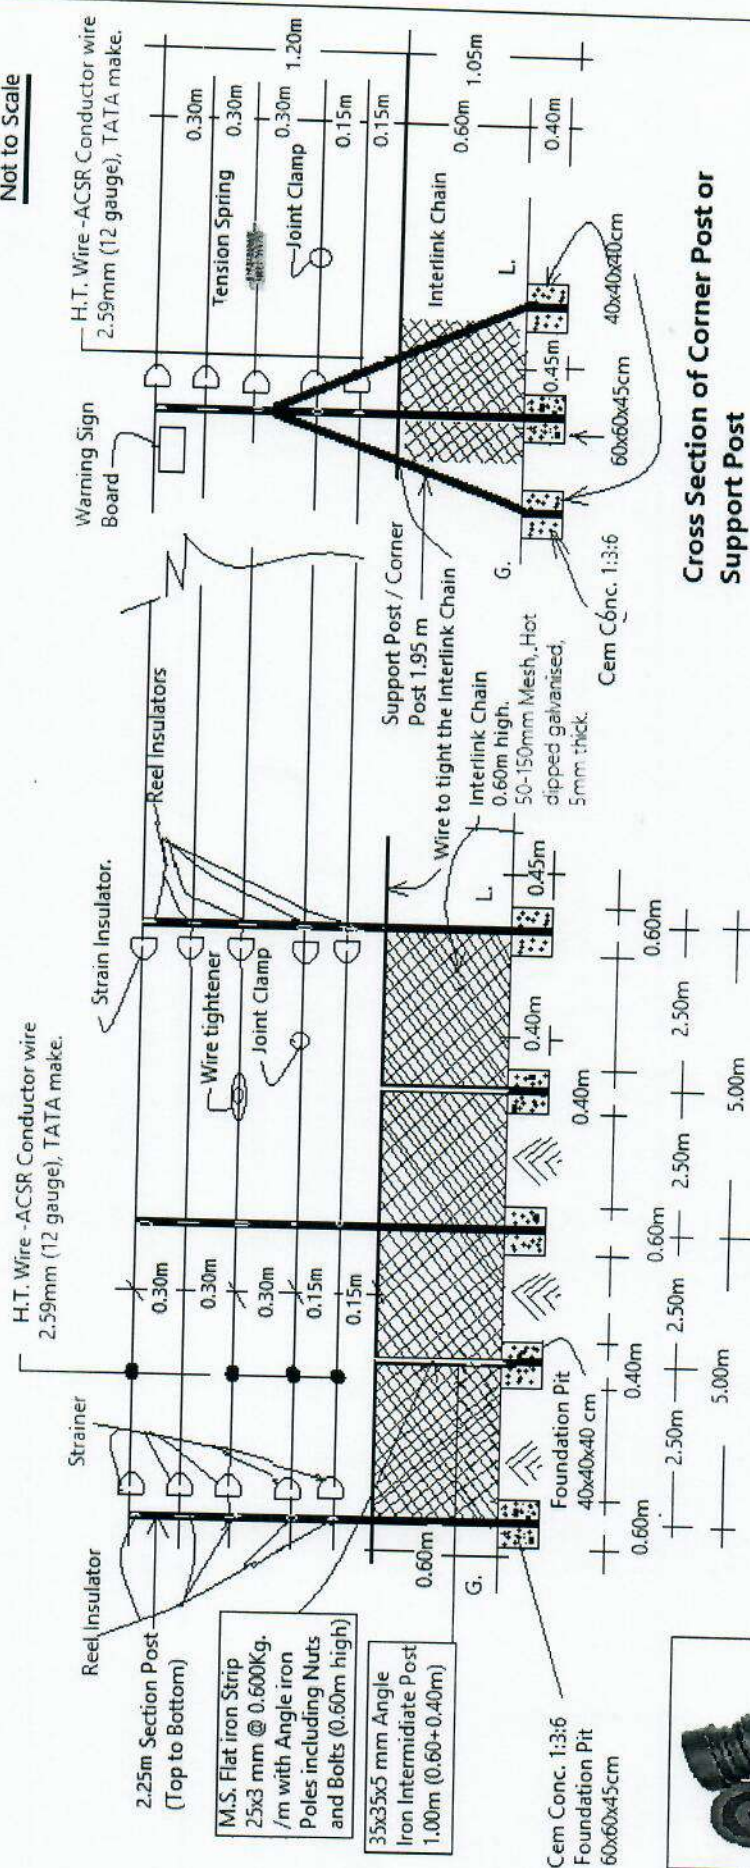 Not to Scale
H.T. Wire -ACSR Conductor wire
2.59mm (12 gauge), TATA make.
Strainer
Reel Insulator
2.25m Section Post
(Top to Bottom)
M.S. Flat iron Strip
25x3 mm @ 0.600Kg.
/m with Angle iron
Poles including Nuts
and Bolts (0.60m high)
35x35x5 mm Angle
Iron Intermidiate Post
1.00m (0.60+0.40m)
Cem Conc. 1:3:6
Foundation Pit
60x60x45cm
0.30m
0.30m
0.30m
0.15m
0.15m
0.60m
G.
Foundation Pit
40x40x40 cm
Strain Insulator.
Reel Insulators
Wire tightener
Joint Clamp
Wire to tight the Interlink Chain
Interlink Chain
0.60m high.
50-150mm Mesh, Hot
dipped galvanised,
5mm thick.
L.
0.45m
0.40m
0.60m
0.40m
0.60m
0.40m
0.60m
2.50m
2.50m
2.50m
2.50m
5.00m
5.00m
H.T. Wire -ACSR Conductor wire
2.59mm (12 gauge), TATA make.
Warning Sign
Board
Tension Spring
Joint Clamp
0.30m
0.30m
0.30m
0.15m
0.15m
0.60m
0.40m
1.20m
1.05m
Interlink Chain
Support Post / Corner
Post 1.95 m
G.
L.
0.45m
60x60x45cm
40x40x40cm
Cem Conc. 1:3:6
Cross Section of Corner Post or
Support Post